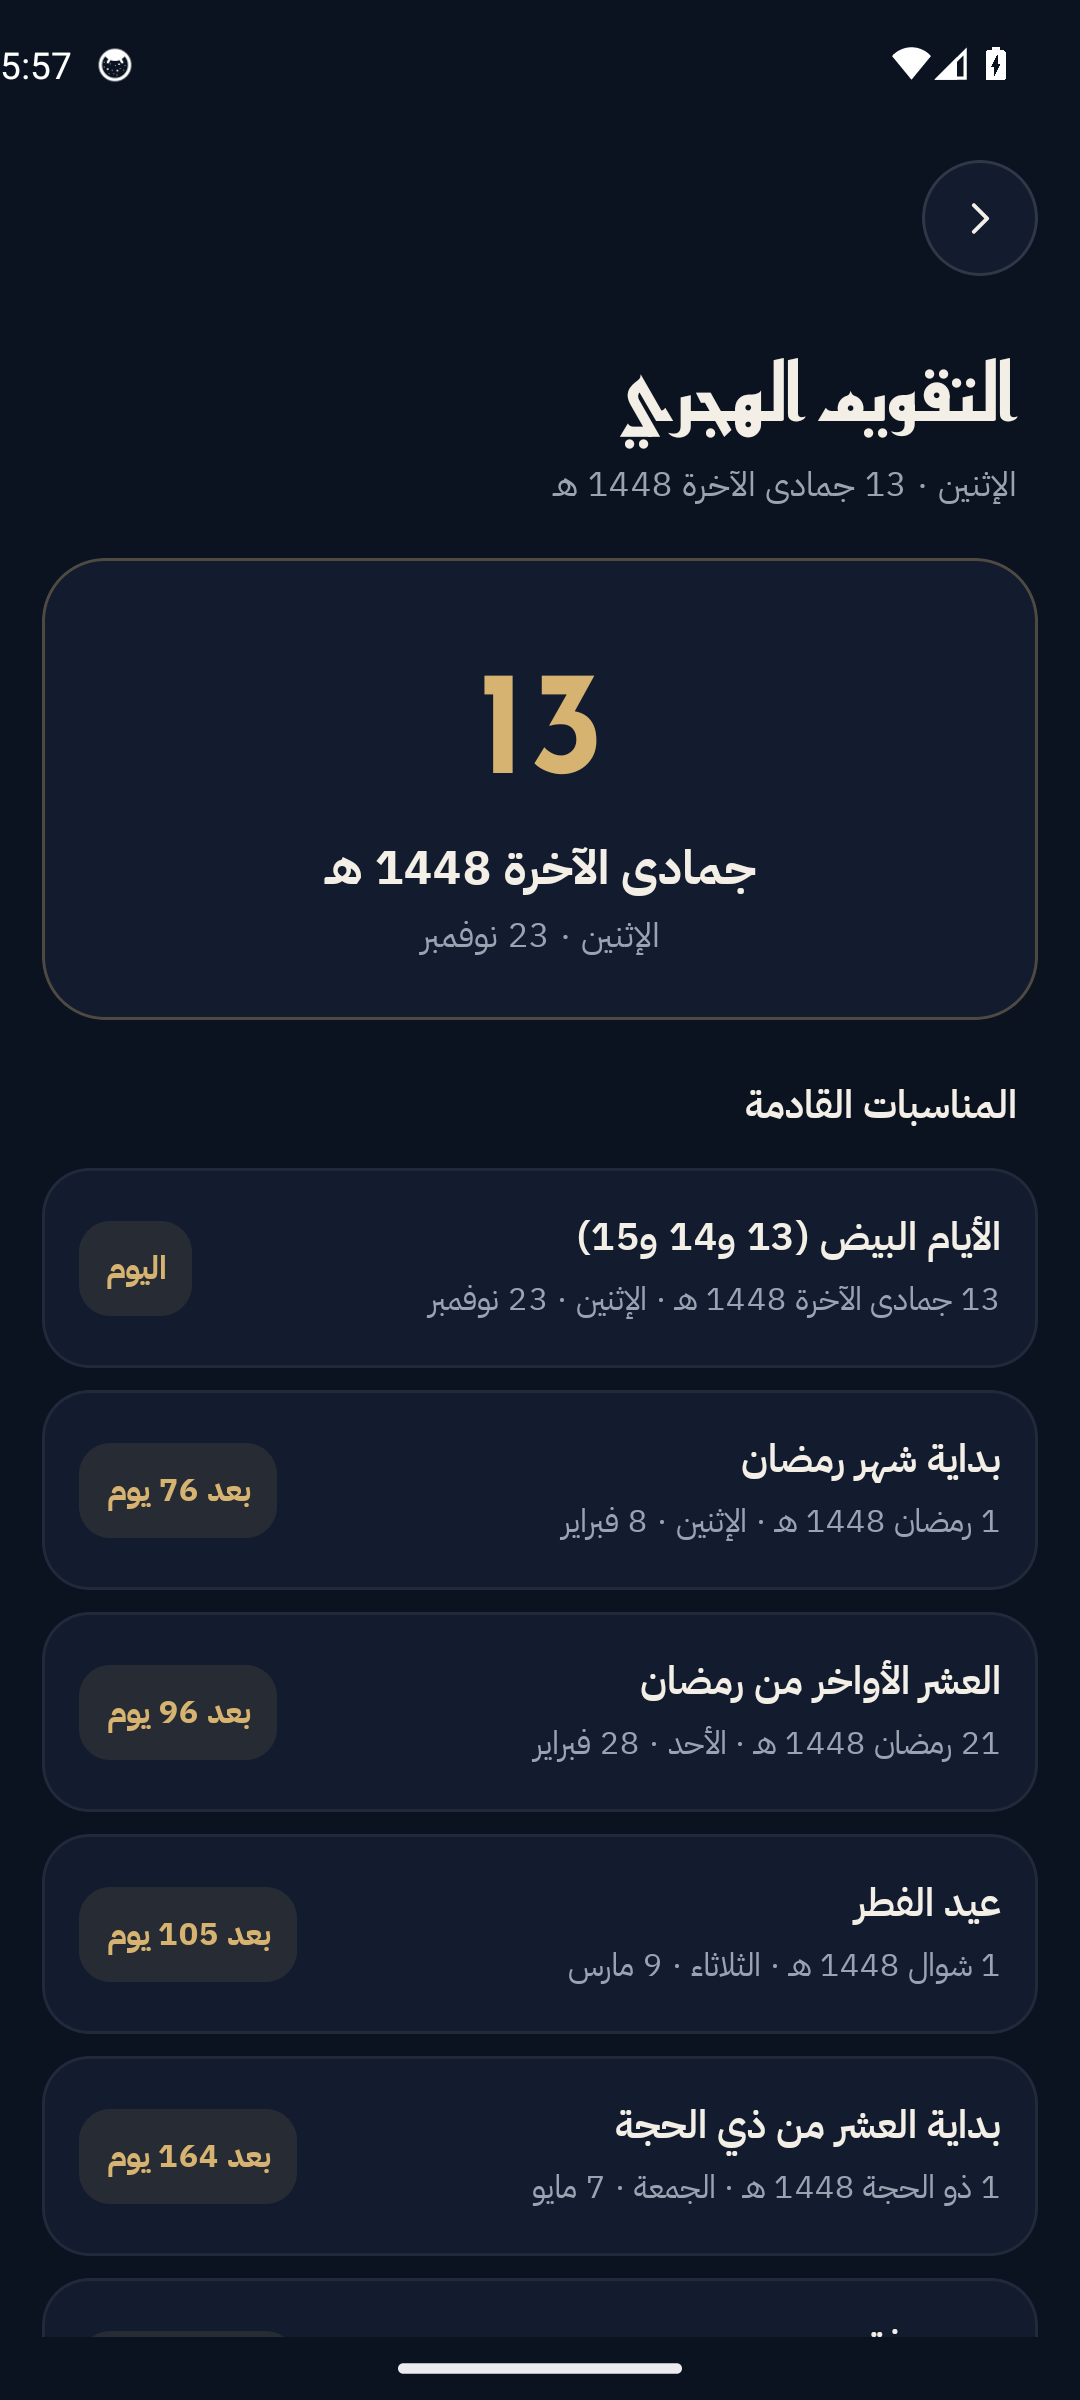 5:57
التقويم الهجري
الإثنين · 13 جمادى الآخرة 1448 هـ
13
جمادى الآخرة 1448 هـ
الإثنين · 23 نوفمبر
المناسبات القادمة
الأيام البيض (13 و14 و15)
13 جمادى الآخرة 1448 هـ · الإثنين · 23 نوفمبر
اليوم
بداية شهر رمضان
1 رمضان 1448 هـ · الإثنين · 8 فبراير
بعد 76 يوم
العشر الأواخر من رمضان
21 رمضان 1448 هـ · الأحد · 28 فبراير
بعد 96 يوم
عيد الفطر
1 شوال 1448 هـ · الثلاثاء · 9 مارس
بعد 105 يوم
بداية العشر من ذي الحجة
1 ذو الحجة 1448 هـ · الجمعة · 7 مايو
بعد 164 يوم